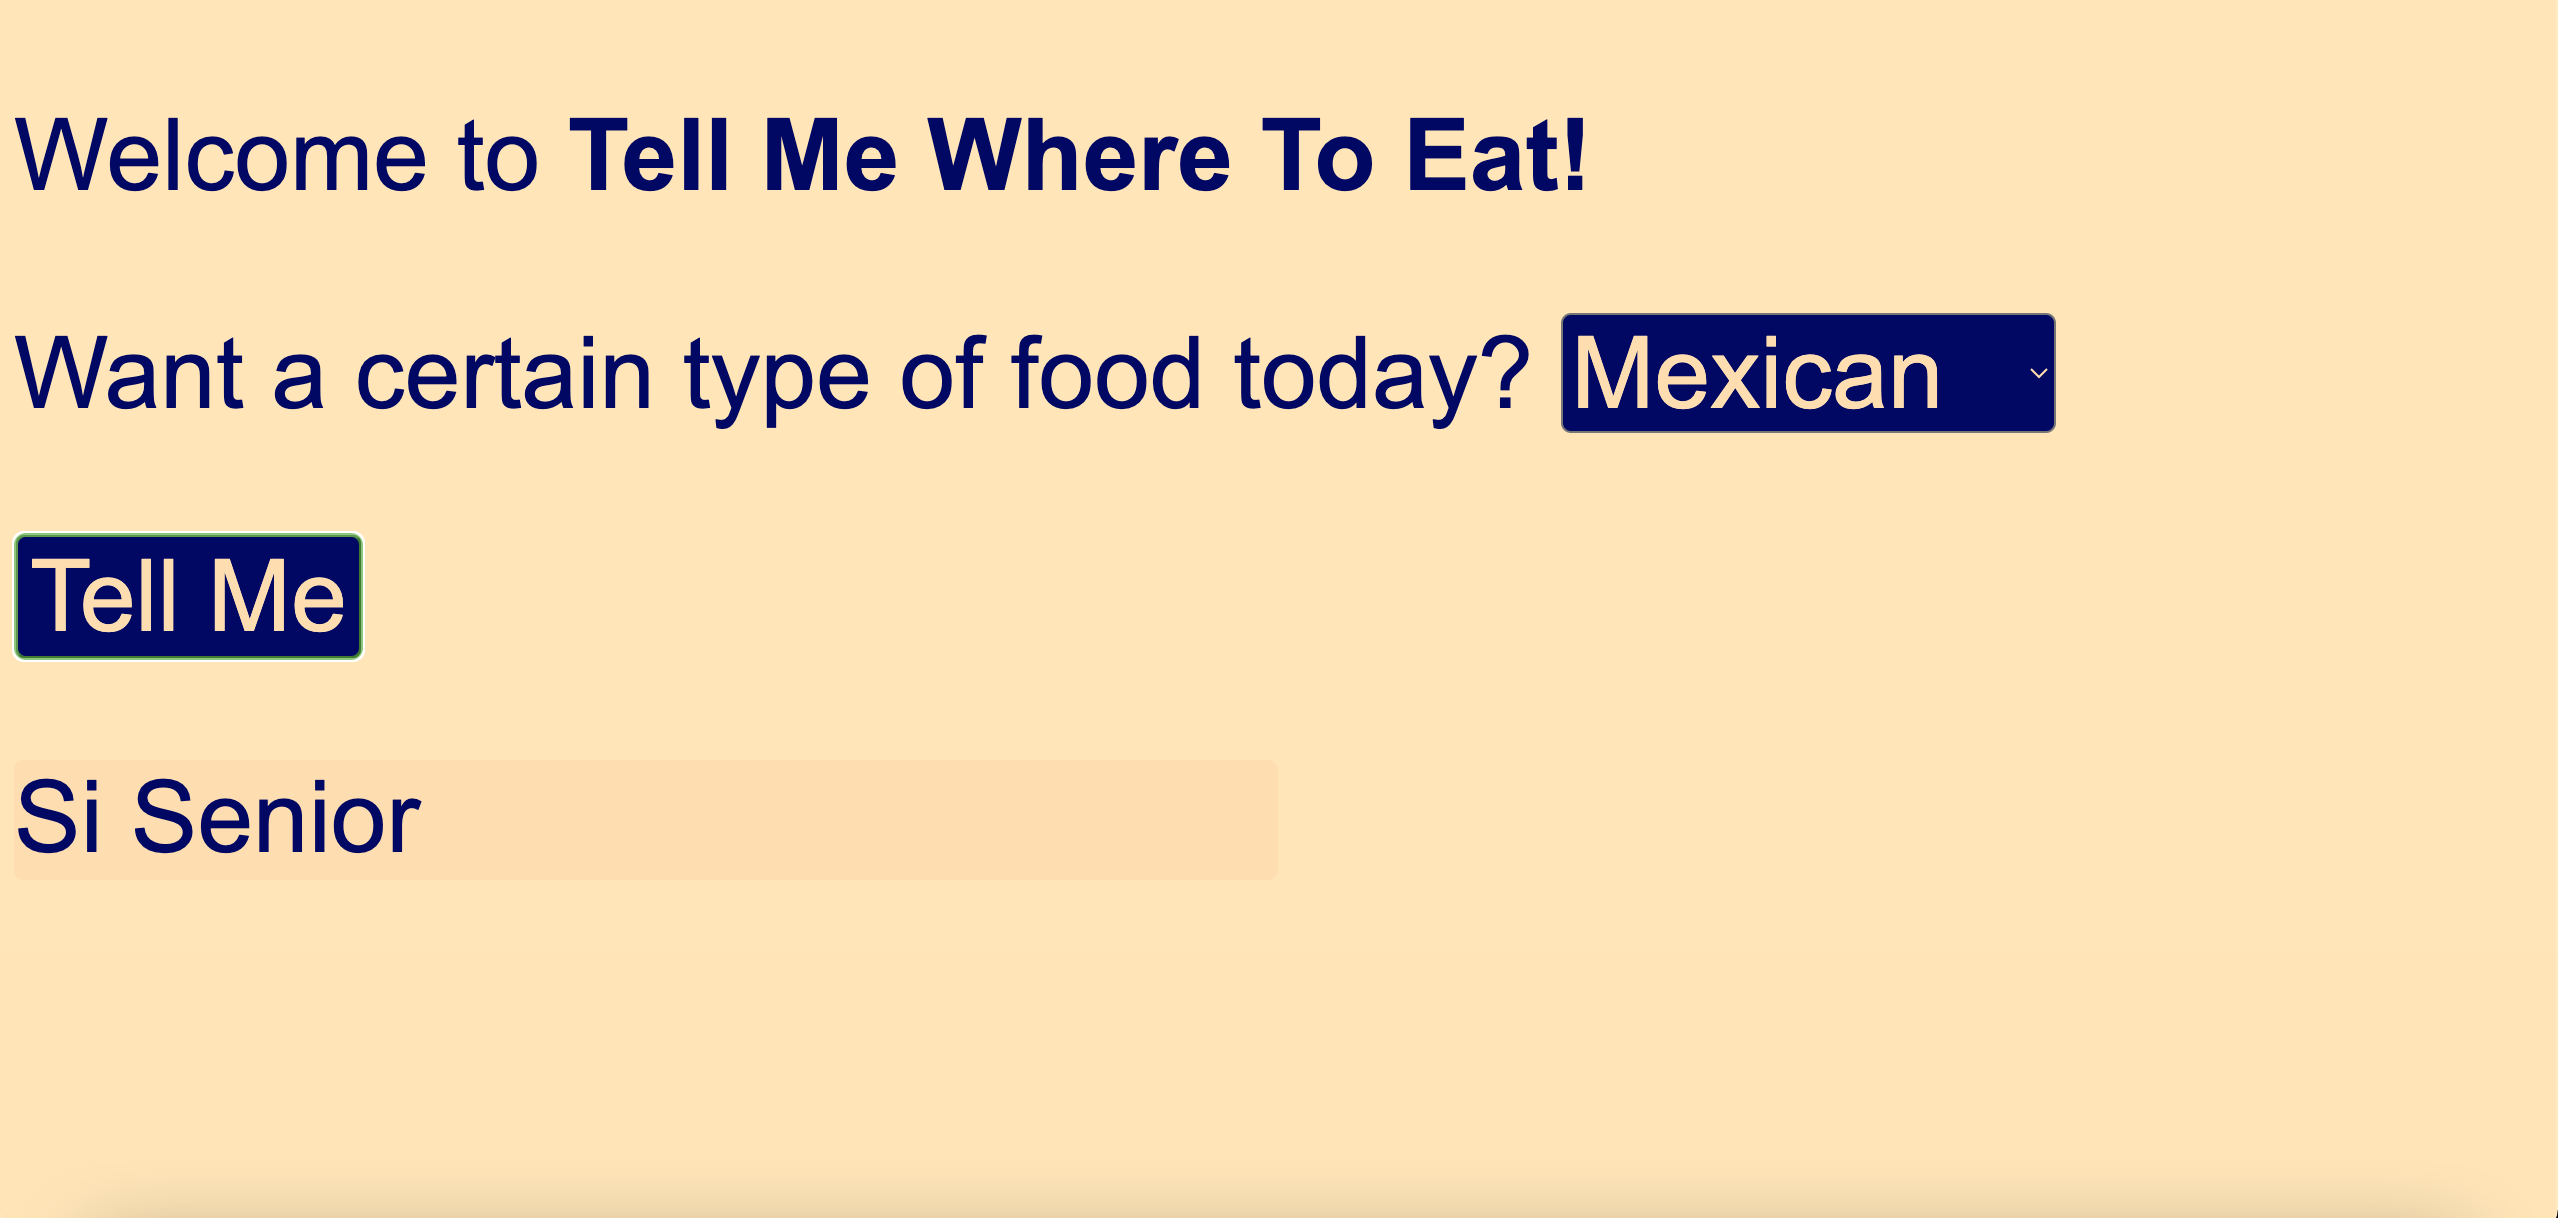 Welcome to Tell Me Where To Eat!
Want a certain type of food today? Mexican
Tell Me
Si Senior